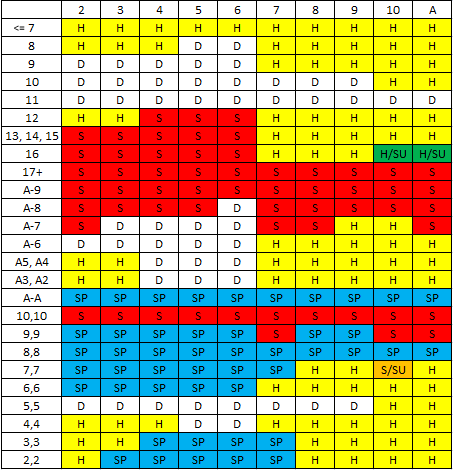 2 3 4 5 6 7 8 9 10 A
<= 7 H H H H H H H H H H
8 H H H D D H H H H H
9 D D D D D H H H H H
10 D D D D D D D D H H
11 D D D D D D D D D D
12 H H S S S H H H H H
13, 14, 15 S S S S S H H H H H
16 S S S S S H H H H/SU H/SU
17+ S S S S S S S S S S
A-9 S S S S S S S S S S
A-8 S S S S D S S S S S
A-7 S D D D D S S H H S
A-6 D D D D D H H H H H
A5, A4 H H D D D H H H H H
A3, A2 H H D D D H H H H H
A-A SP SP SP SP SP SP SP SP SP SP
10,10 S S S S S S S S S S
9,9 SP SP SP SP SP S SP SP S S
8,8 SP SP SP SP SP SP SP SP SP SP
7,7 SP SP SP SP SP SP H H S/SU H
6,6 SP SP SP SP SP H H H H H
5,5 D D D D D D D D H H
4,4 H H H D D H H H H H
3,3 H H SP SP SP SP H H H H
2,2 H SP SP SP SP SP H H H H